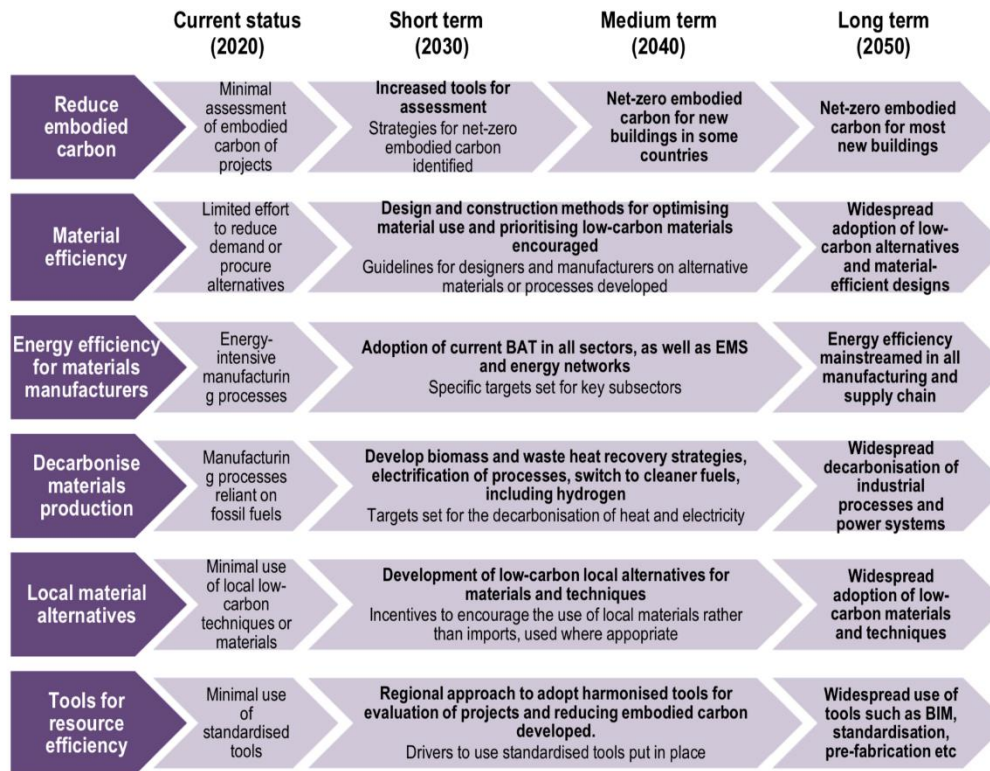 Current status
(2020)
Short term
(2030)
Medium term
(2040)
Long term
(2050)
Reduce
embodied
carbon
Minimal
assessment
of embodied
carbon of
projects
Increased tools for
assessment
Strategies for net-zero
embodied carbon
identified
Net-zero embodied
carbon for new
buildings in some
countries
Net-zero embodied
carbon for most
new buildings
Material
efficiency
Limited effort
to reduce
demand or
procure
alternatives
Design and construction methods for optimising
material use and prioritising low-carbon materials
encouraged
Guidelines for designers and manufacturers on alternative
materials or processes developed
Widespread
adoption of low-
carbon alternatives
and material-
efficient designs
Energy efficiency
for materials
manufacturers
Energy-
intensive
manufacturin
g processes
Adoption of current BAT in all sectors, as well as EMS
and energy networks
Specific targets set for key subsectors
Energy efficiency
mainstreamed in all
manufacturing and
supply chain
Decarbonise
materials
production
Manufacturin
g processes
reliant on
fossil fuels
Develop biomass and waste heat recovery strategies,
electrification of processes, switch to cleaner fuels,
including hydrogen
Targets set for the decarbonisation of heat and electricity
Widespread
decarbonisation of
industrial
processes and
power systems
Local material
alternatives
Minimal use
of local low-
carbon
techniques or
materials
Development of low-carbon local alternatives for
materials and techniques
Incentives to encourage the use of local materials rather
than imports, used where appopriate
Widespread
adoption of low-
carbon materials
and techniques
Tools for
resource
efficiency
Minimal use
of
standardised
tools
Regional approach to adopt harmonised tools for
evaluation of projects and reducing embodied carbon
developed.
Drivers to use standardised tools put in place
Widespread use of
tools such as BIM,
standardisation,
pre-fabrication etc